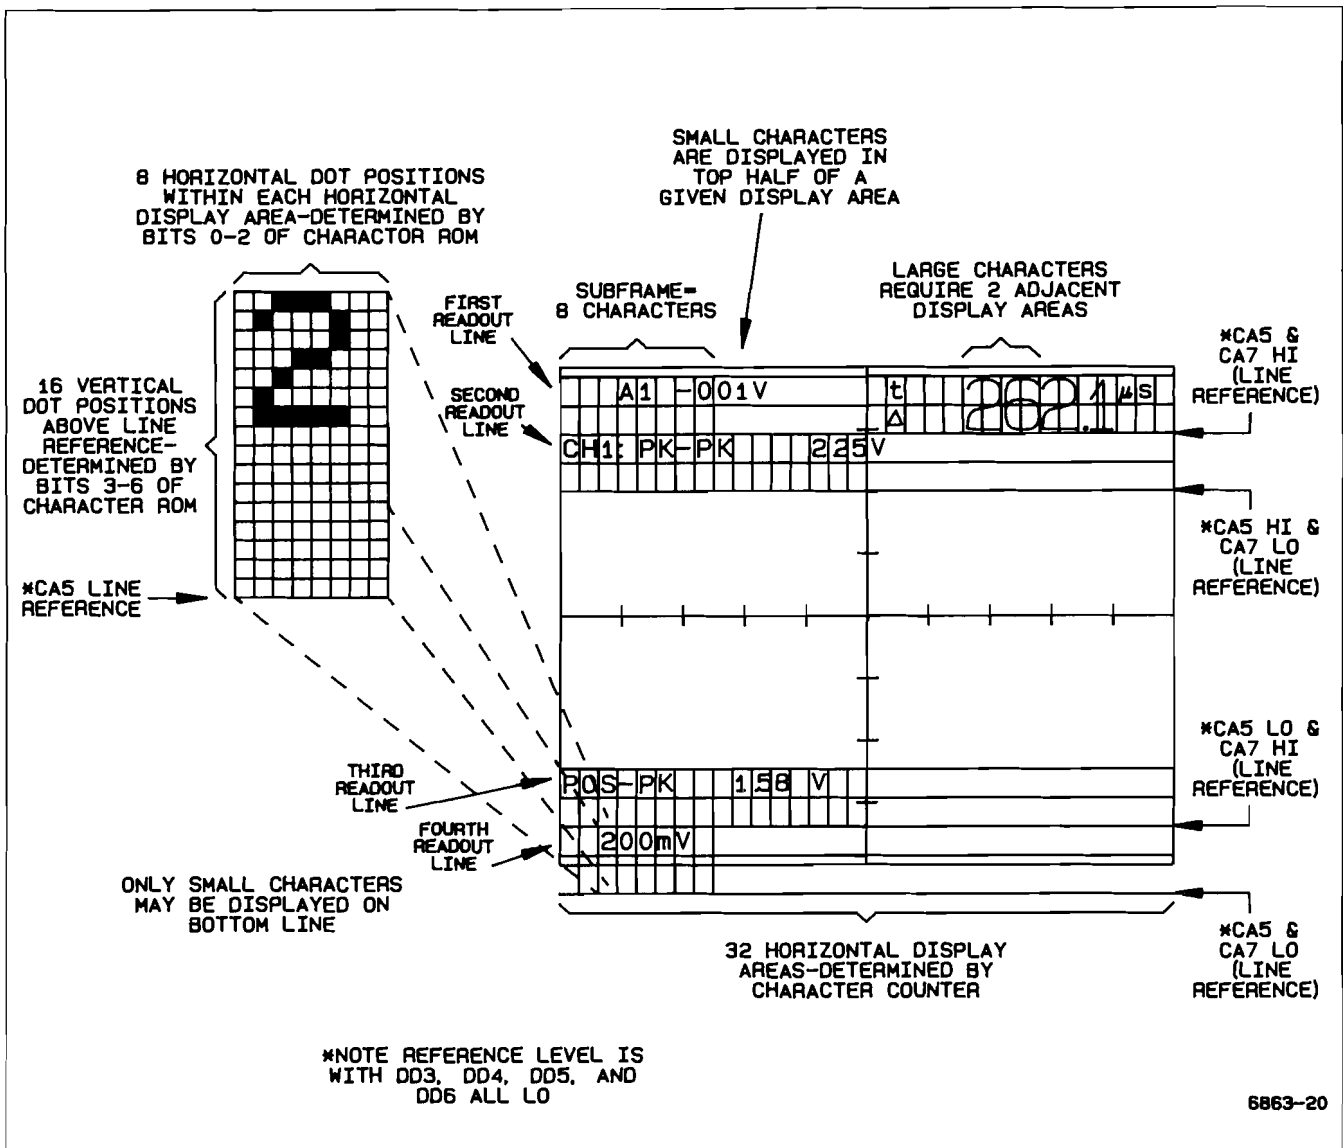 SMALL CHARACTERS
ARE DISPLAYED IN
TOP HALF OF A
GIVEN DISPLAY AREA
8 HORIZONTAL DOT POSITIONS
WITHIN EACH HORIZONTAL
DISPLAY AREA-DETERMINED BY
BITS 0-2 OF CHARACTOR ROM
SUBFRAME=
8 CHARACTERS
LARGE CHARACTERS
REQUIRE 2 ADJACENT
DISPLAY AREAS
FIRST
READOUT
LINE
SECOND
READOUT
LINE
16 VERTICAL
DOT POSITIONS
ABOVE LINE
REFERENCE-
DETERMINED BY
BITS 3-6 OF
CHARACTER ROM
*CA5 LINE
REFERENCE
A1 -001V
t 262.1 µs
Δ
CH1: PK-PK 225V
*CA5 &
CA7 HI
(LINE
REFERENCE)
*CA5 HI &
CA7 LO
(LINE
REFERENCE)
THIRD
READOUT
LINE
POS-PK 158 V
*CA5 LO &
CA7 HI
(LINE
REFERENCE)
FOURTH
READOUT
LINE
200mV
ONLY SMALL CHARACTERS
MAY BE DISPLAYED ON
BOTTOM LINE
32 HORIZONTAL DISPLAY
AREAS-DETERMINED BY
CHARACTER COUNTER
*CA5 &
CA7 LO
(LINE
REFERENCE)
*NOTE REFERENCE LEVEL IS
WITH DD3, DD4, DD5, AND
DD6 ALL LO
6863-20